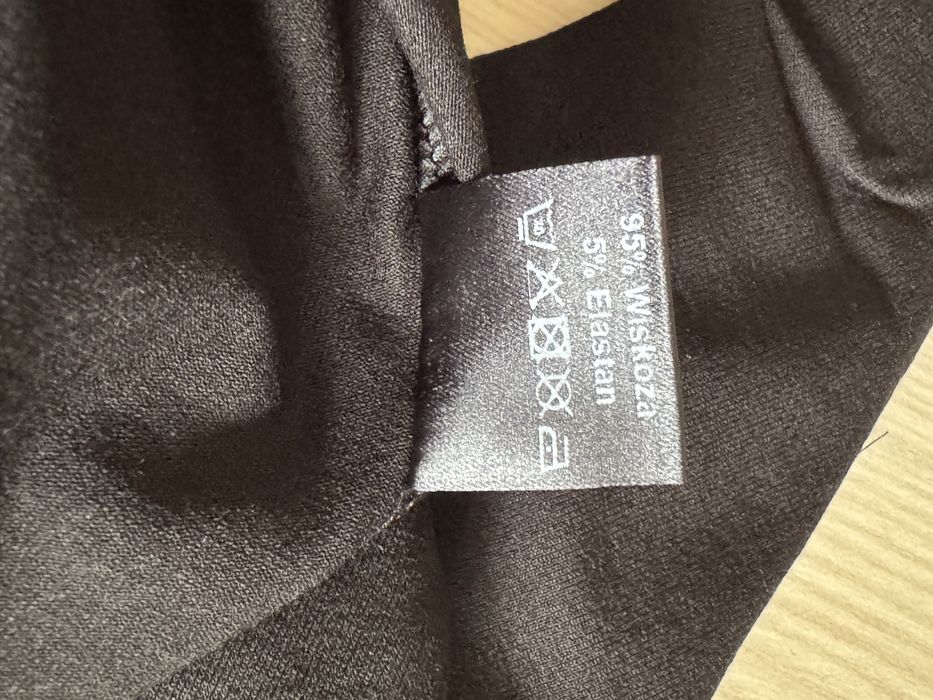 95% Wiskoza
5% Elastan